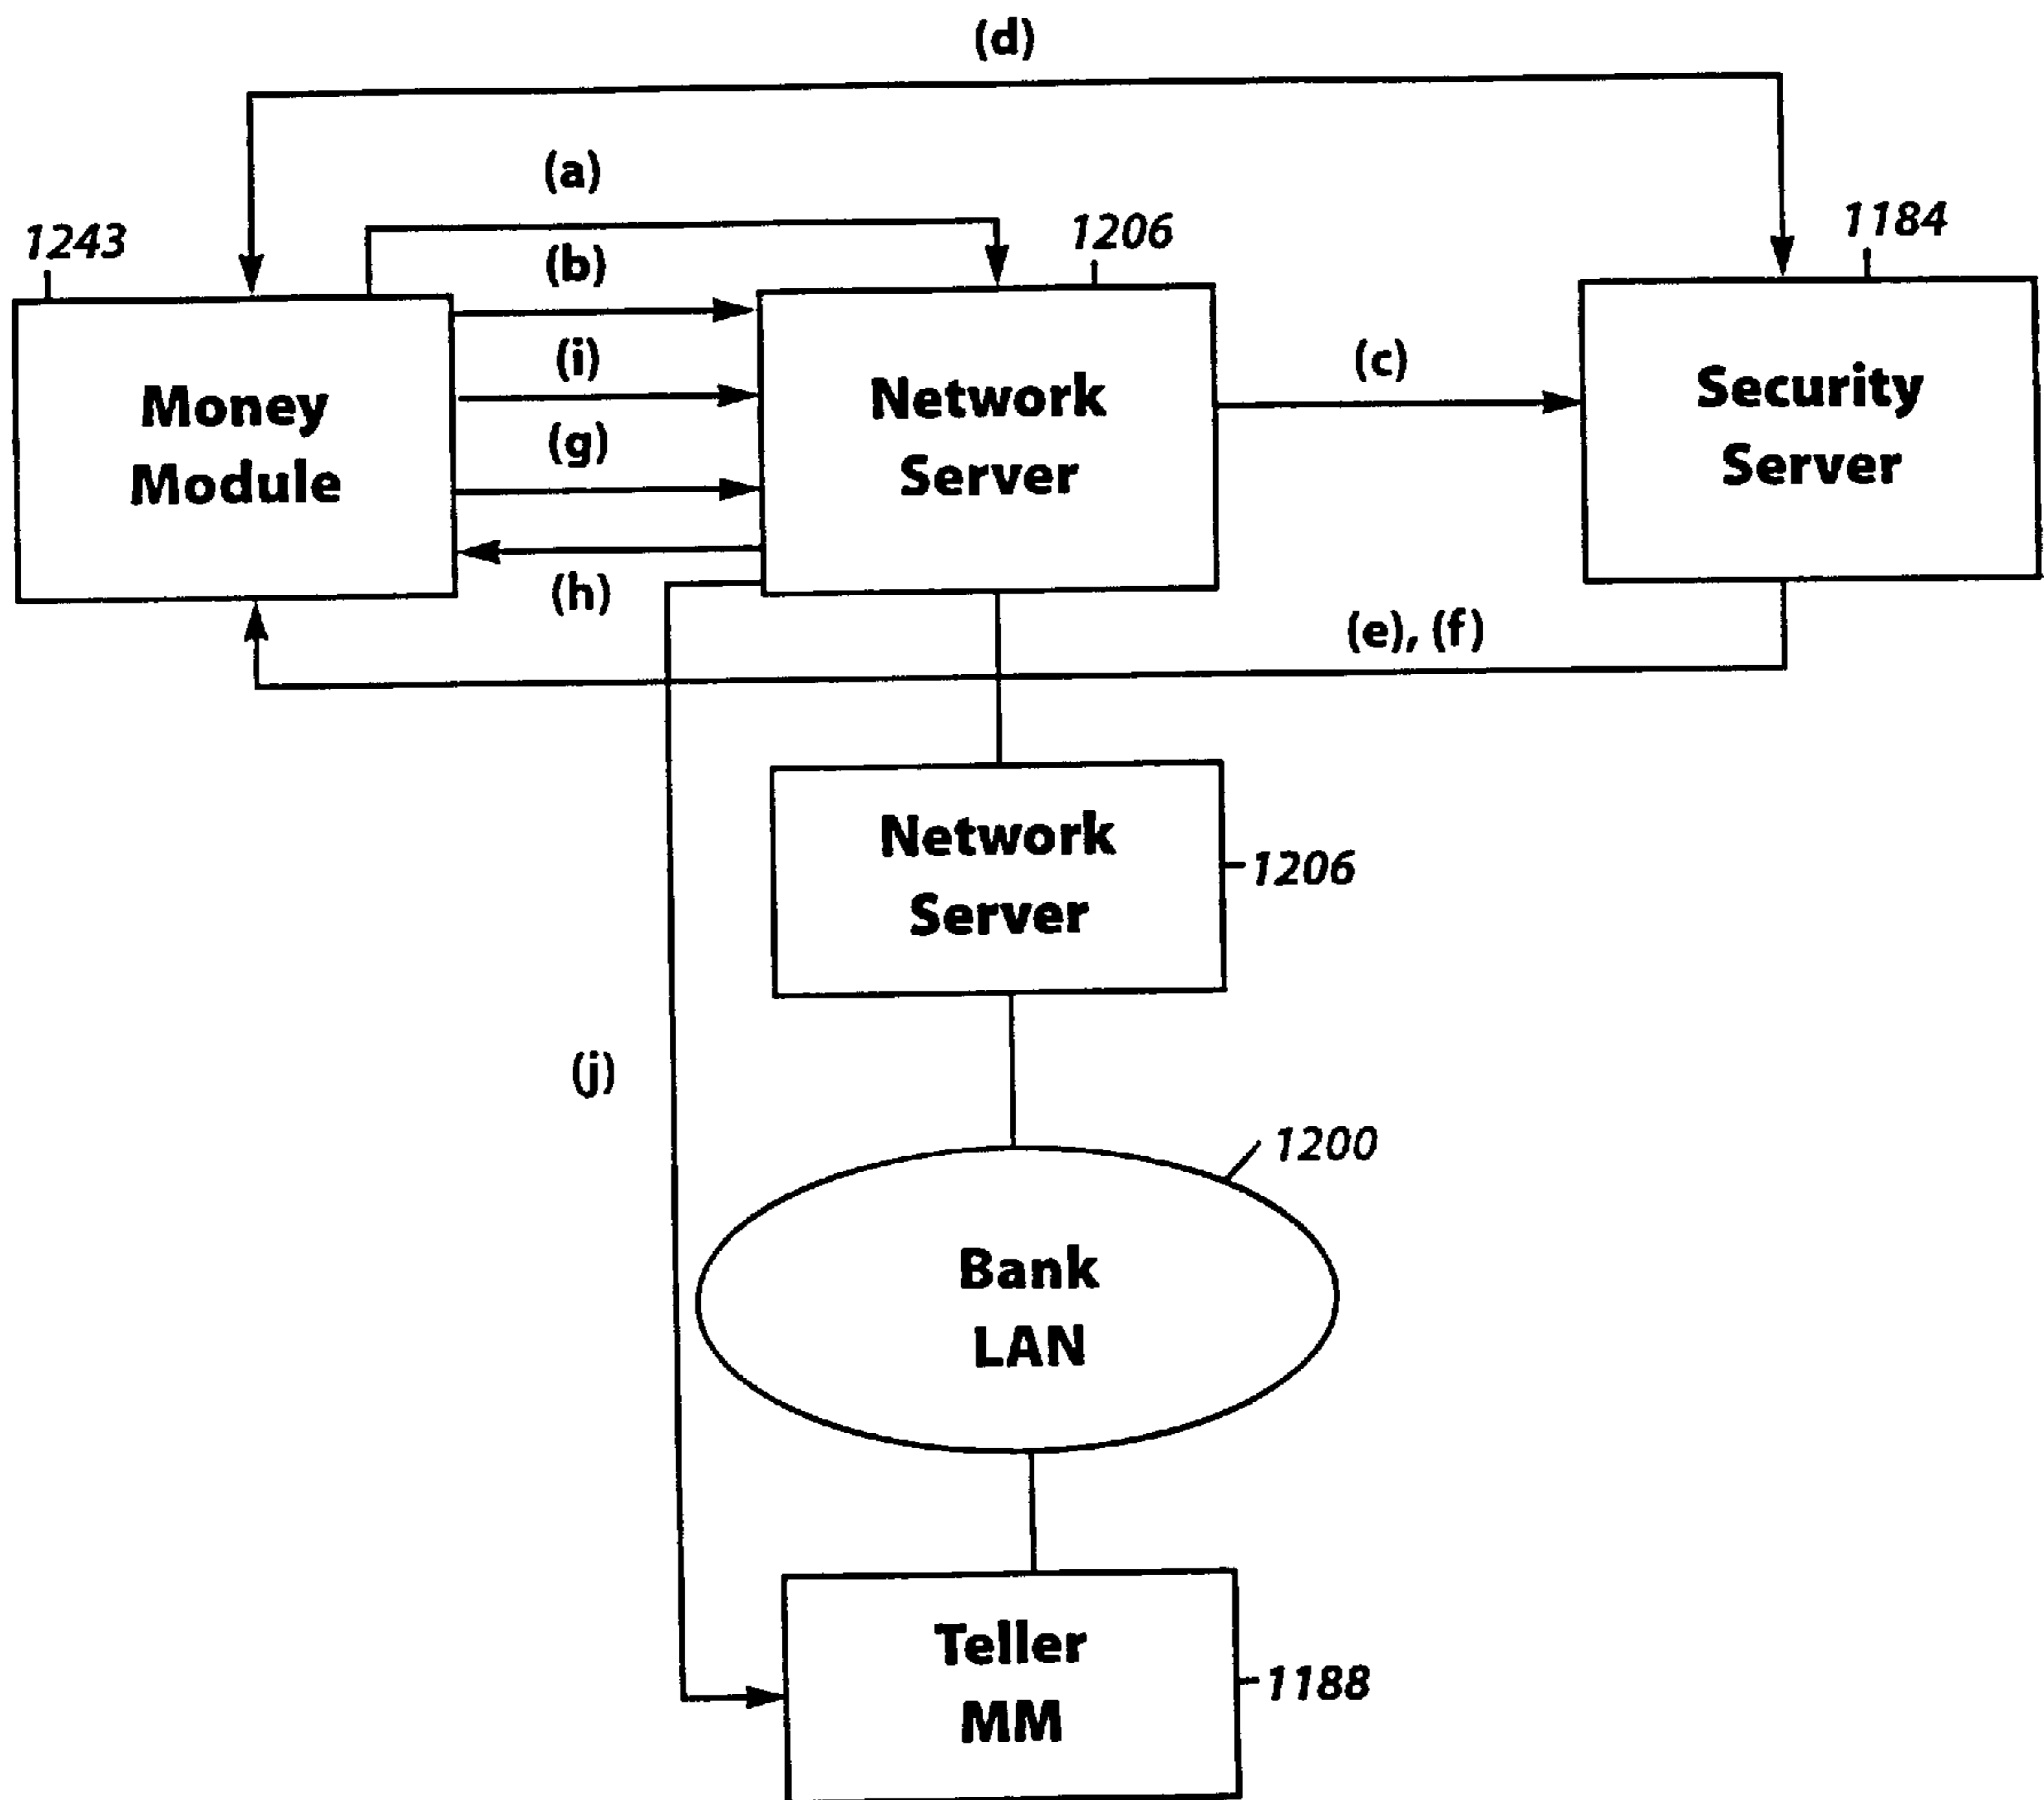 (d)
(a)
1243
(b)
1206
1184
(i)
(c)
Money
Module
Network
Server
Security
Server
(g)
(h)
(e), (f)
Network
Server
1206
(j)
1200
Bank
LAN
Teller
MM
1188